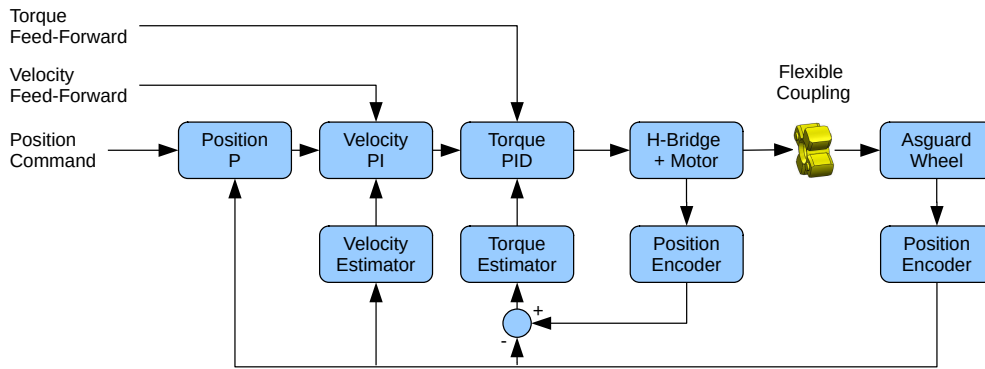 Torque
Feed-Forward
Velocity
Feed-Forward
Position
Command
Position
P
Velocity
PI
Torque
PID
H-Bridge
+ Motor
Flexible
Coupling
Asguard
Wheel
Velocity
Estimator
Torque
Estimator
Position
Encoder
Position
Encoder
+
-